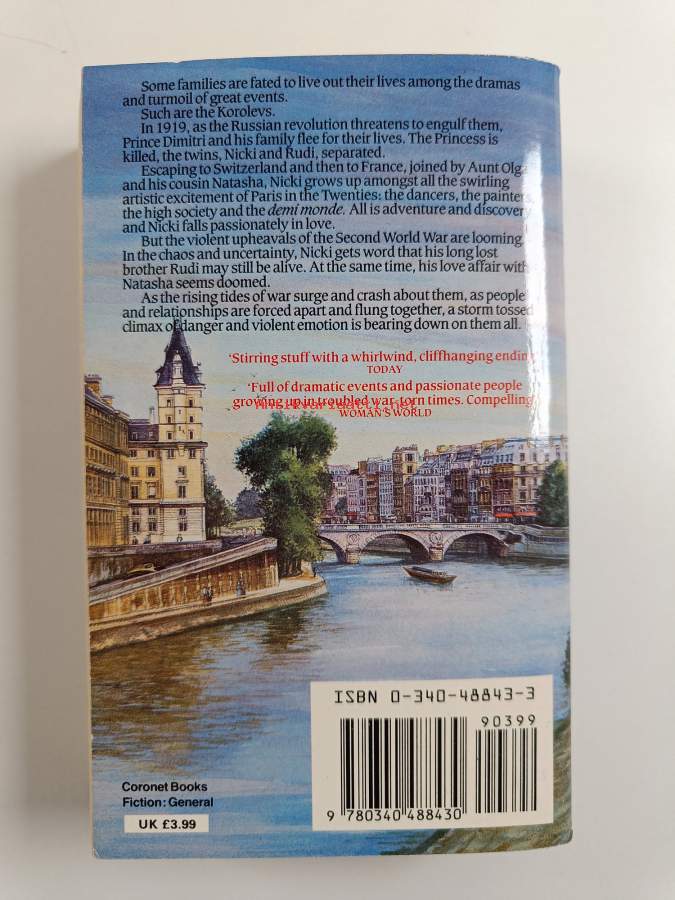 Some families are fated to live out their lives among the dramas
and turmoil of great events.
Such are the Korolevs.
In 1919, as the Russian revolution threatens to engulf them,
Prince Dimitri and his family flee for their lives. The Princess is
killed, the twins, Nicki and Rudi, separated.
Escaping to Switzerland and then to France, joined by Aunt Olga
and his cousin Natasha, Nicki grows up amongst all the swirling
artistic excitement of Paris in the Twenties: the dancers, the painters,
the high society and the demi monde. All is adventure and discovery
and Nicki falls passionately in love.
But the violent upheavals of the Second World War are looming.
In the chaos and uncertainty, Nicki gets word that his long lost
brother Rudi may still be alive. At the same time, his love affair with
Natasha seems doomed.
As the rising tides of war surge and crash about them, as people
and relationships are forced apart and flung together, a storm tossed
climax of danger and violent emotion is bearing down on them all.
'Stirring stuff with a whirlwind, cliffhanging ending'
TODAY
'Full of dramatic events and passionate people
growing up in troubled war-torn times. Compelling'
Antikvariaatti.net
WOMAN'S WORLD
ISBN 0-340-48843-3
90399
9 780340 488430
Coronet Books
Fiction: General
UK £3.99